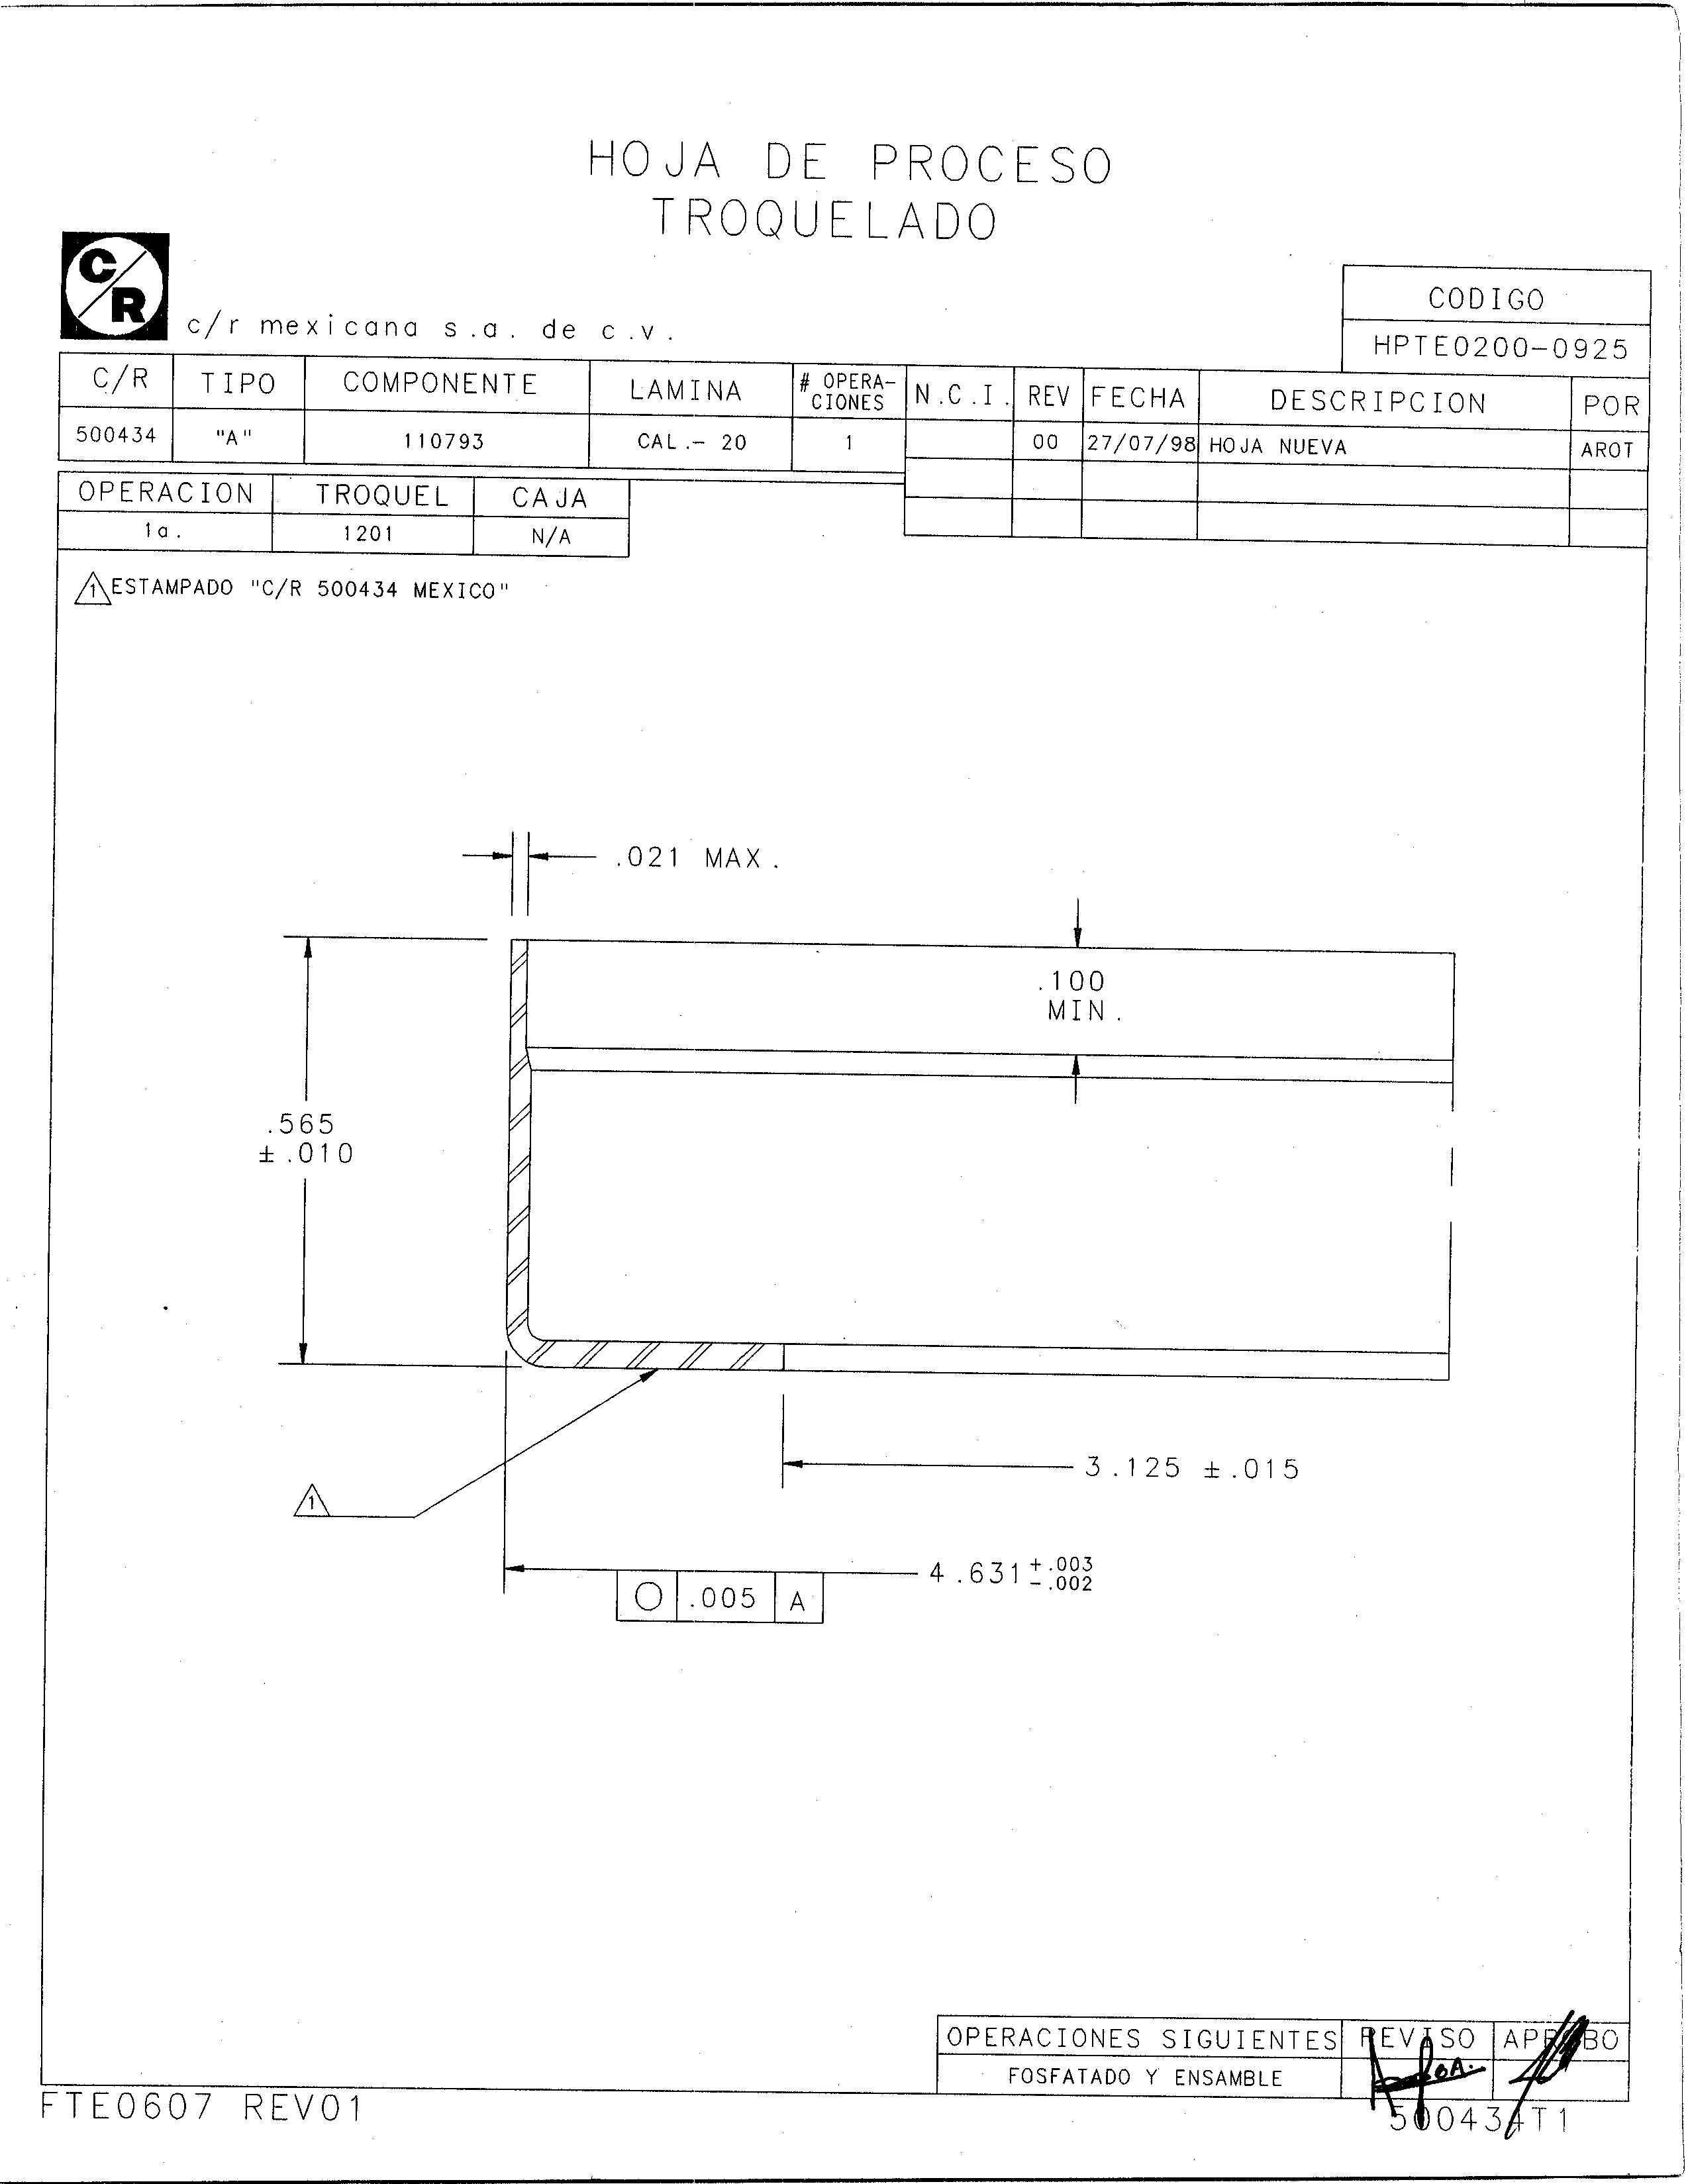 HOJA DE PROCESO
TROQUELADO
C/R
c/r mexicana s.a. de c.v.
CODIGO
HPTE0200-0925
C/R TIPO COMPONENTE LAMINA # OPERA-CIONES N.C.I. REV FECHA DESCRIPCION POR
500434 "A" 110793 CAL.- 20 1 00 27/07/98 HOJA NUEVA AROT
OPERACION TROQUEL CAJA
1a. 1201 N/A
1 ESTAMPADO "C/R 500434 MEXICO"
.021 MAX.
.100
MIN.
.565
±.010
3.125 ±.015
1
4.631 +.003
-.002
.005 A
OPERACIONES SIGUIENTES REVISO APROBO
FOSFATADO Y ENSAMBLE
FTE0607 REV01
500434T1